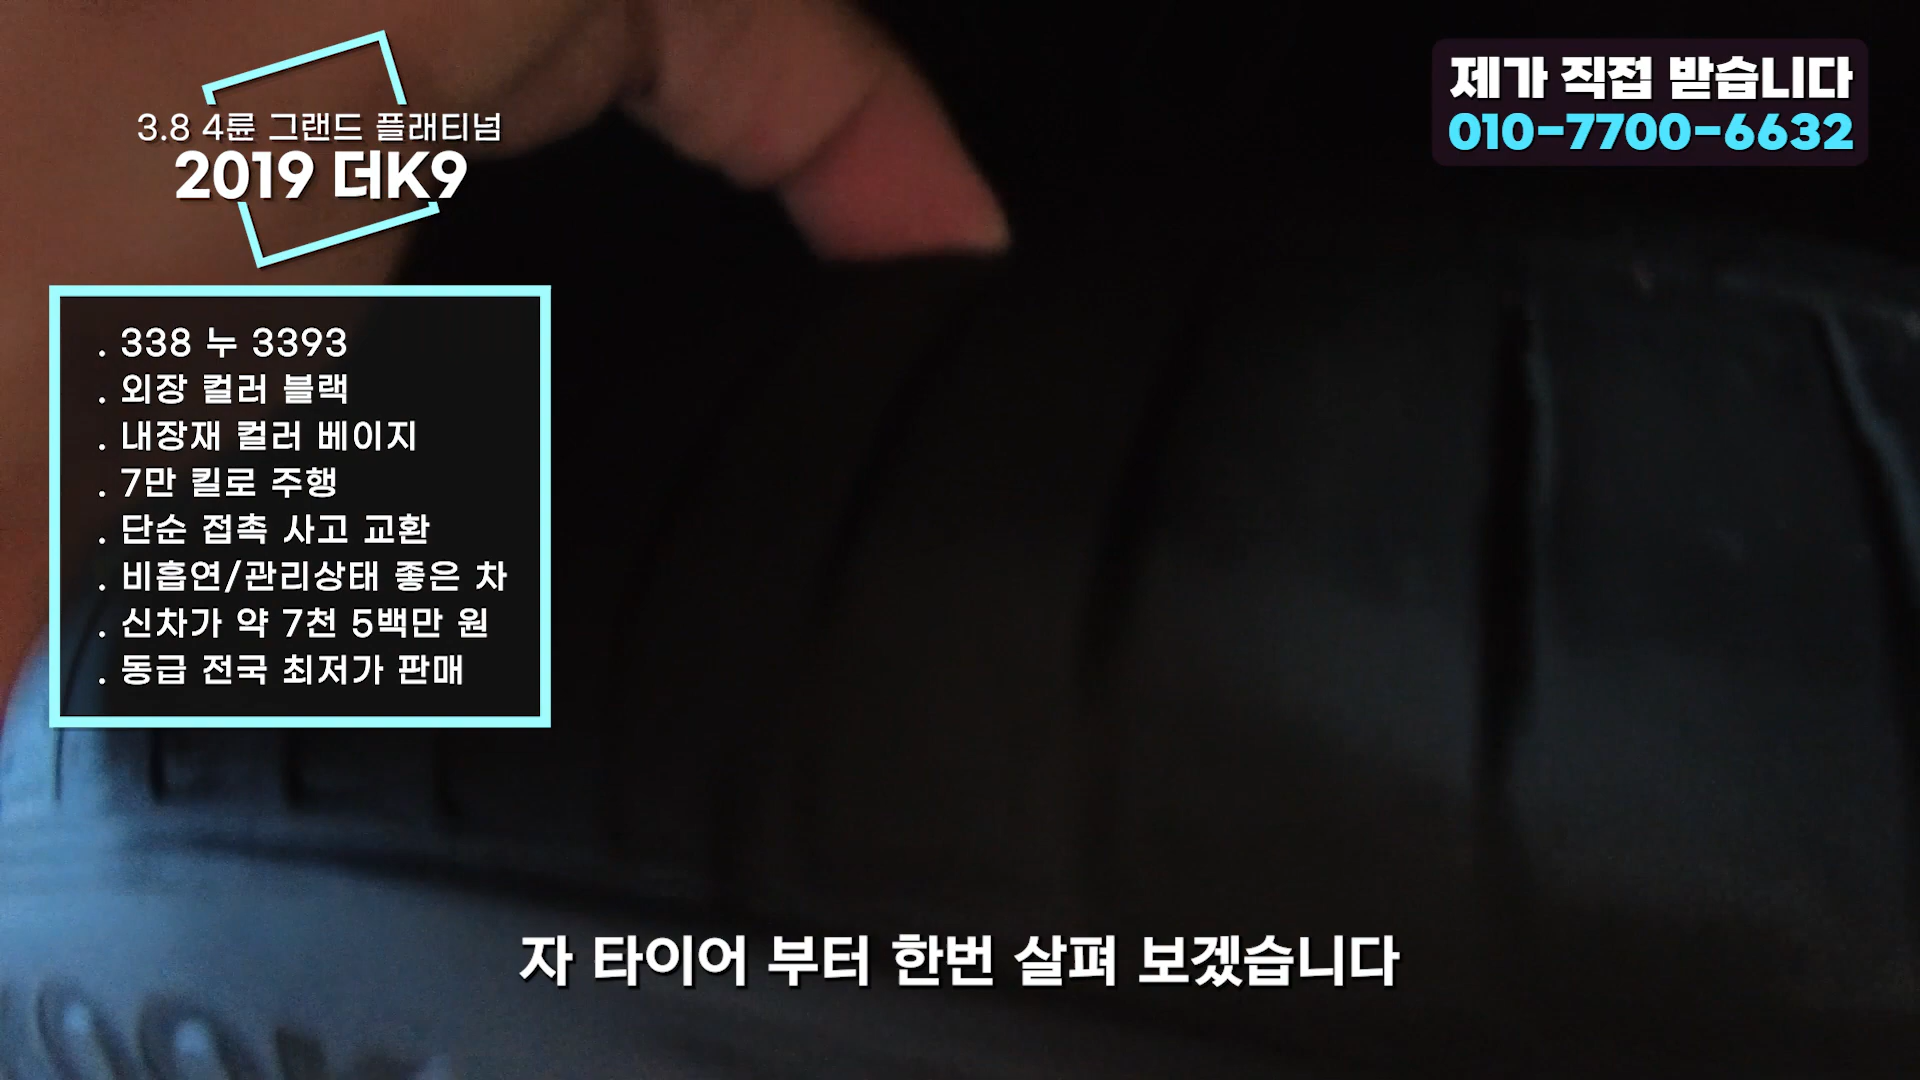 3.8 4륜 그랜드 플래티넘
2019 더K9
제가 직접 받습니다
010-7700-6632
. 338 누 3393
. 외장 컬러 블랙
. 내장재 컬러 베이지
. 7만 킬로 주행
. 단순 접촉 사고 교환
. 비흡연/관리상태 좋은 차
. 신차가 약 7천 5백만 원
. 동급 전국 최저가 판매
자 타이어 부터 한번 살펴 보겠습니다